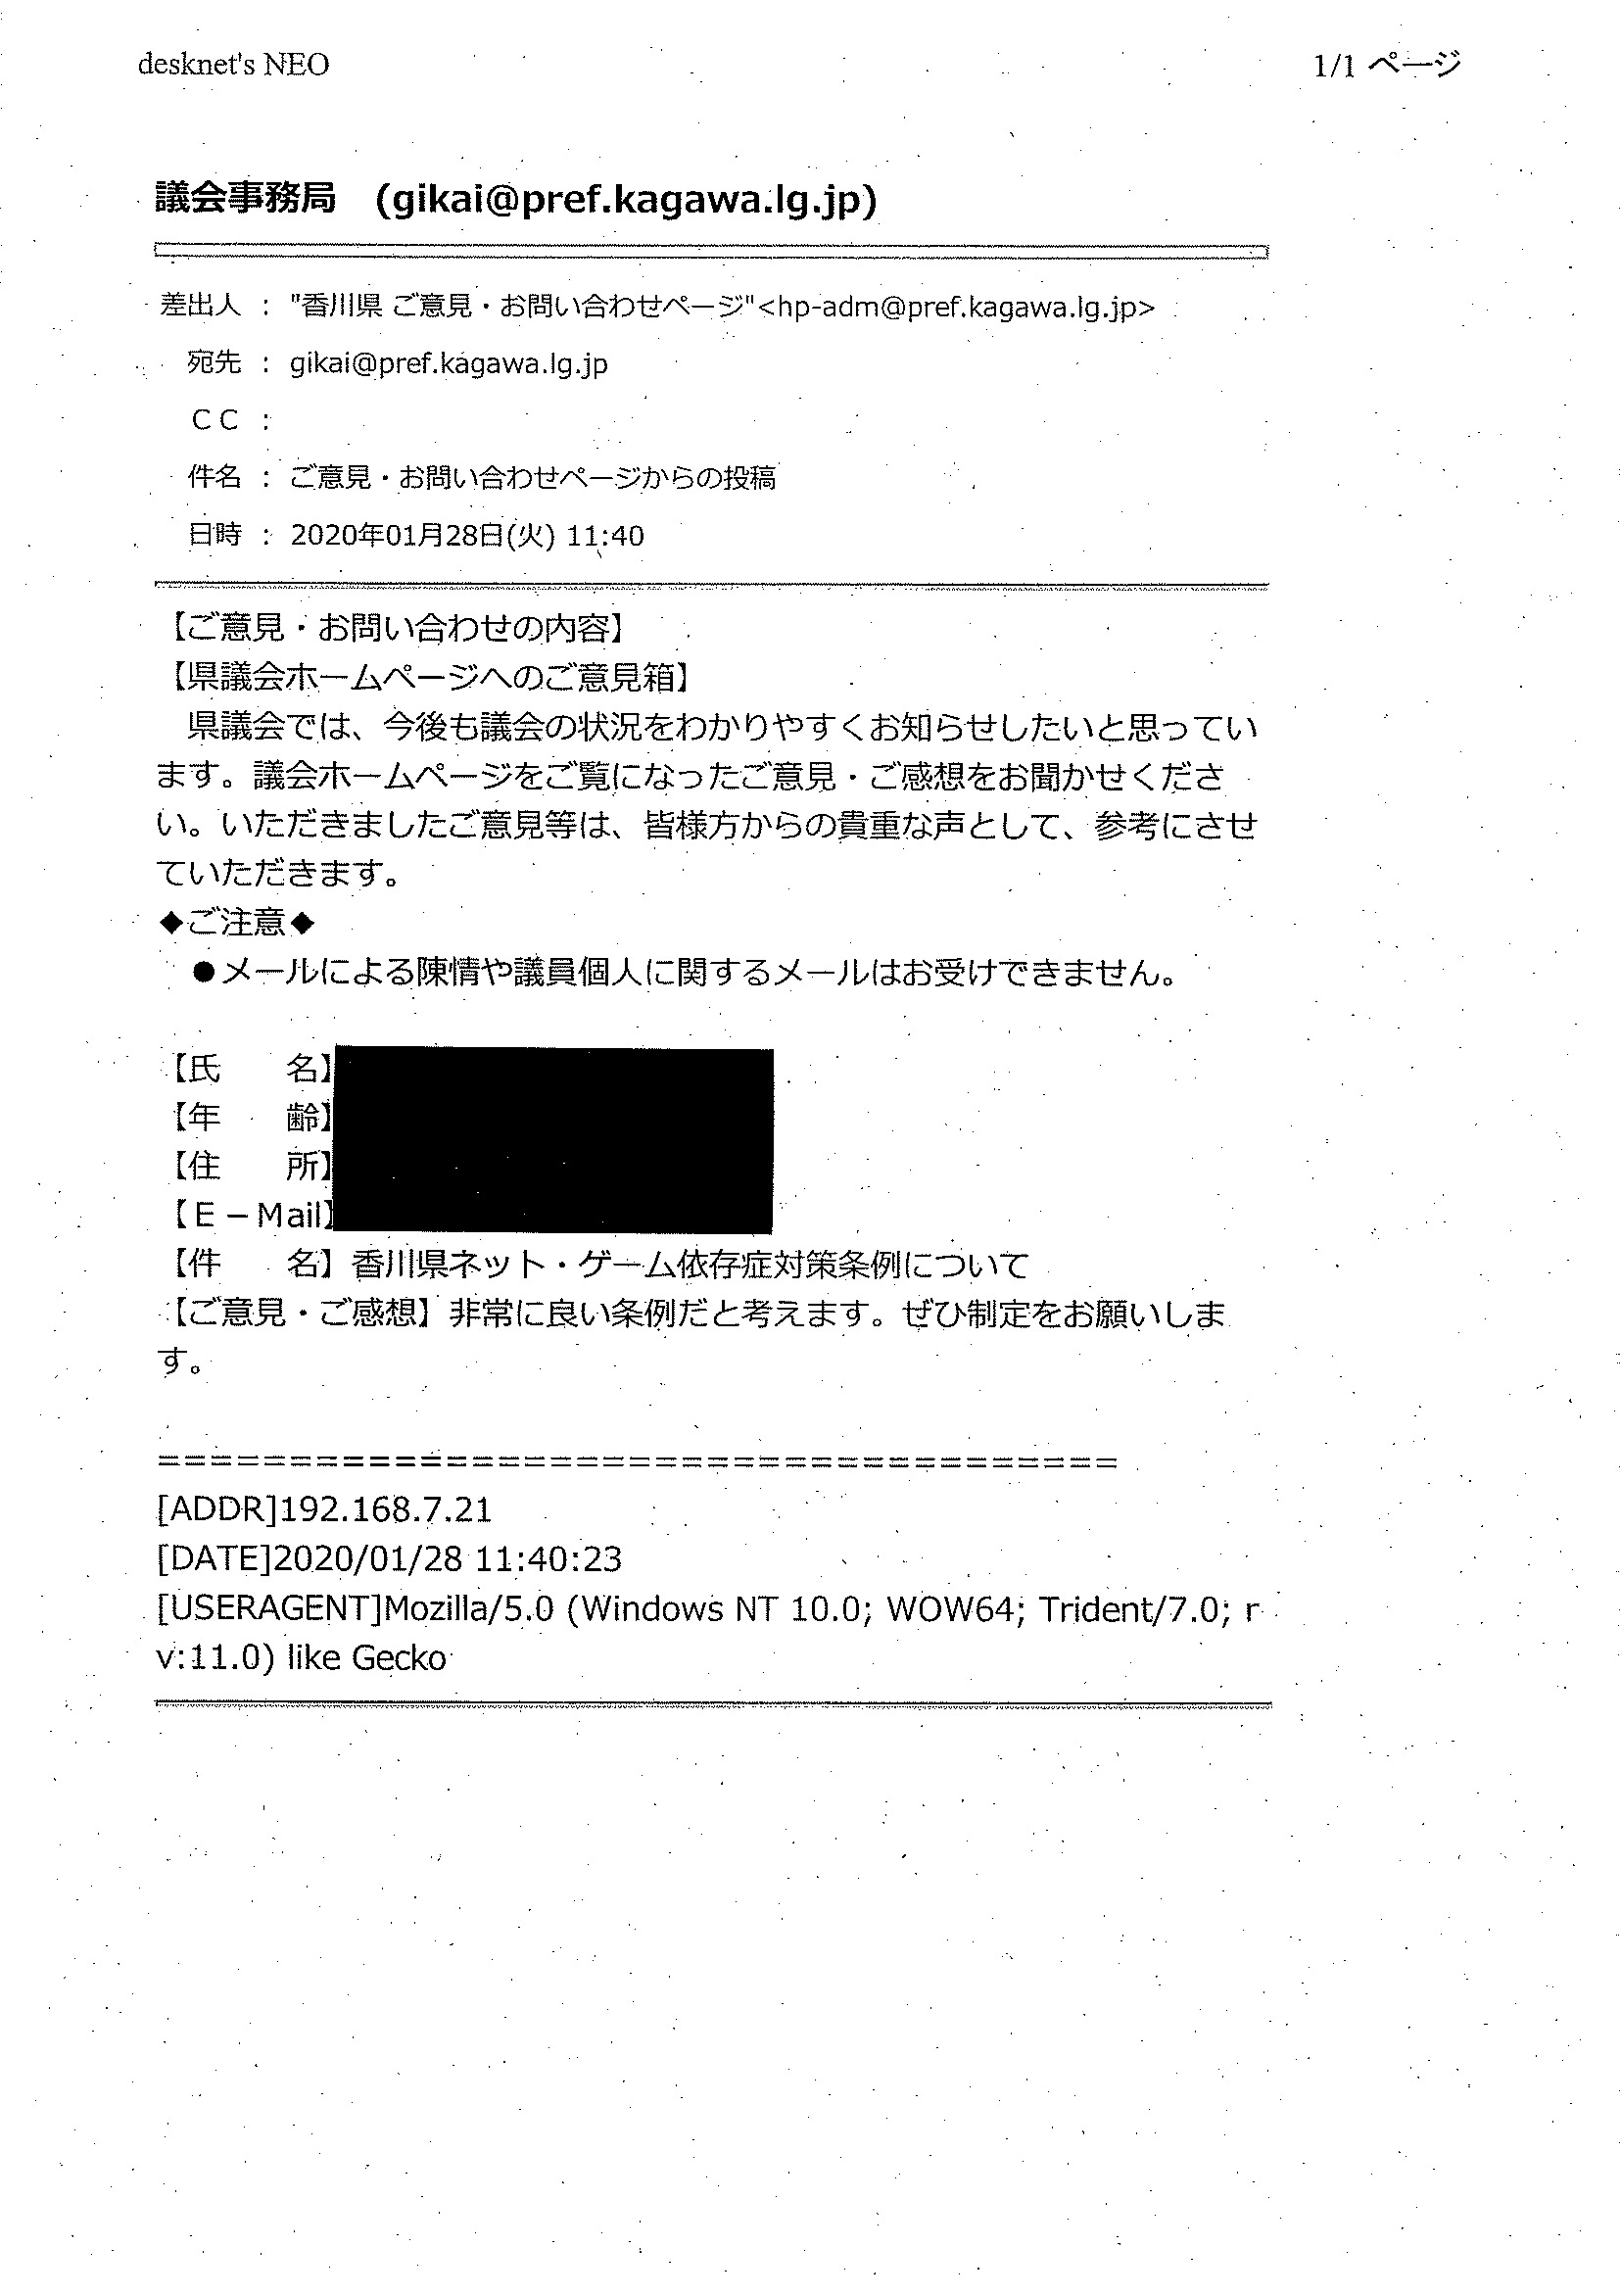 desknet's NEO
1/1 ページ
議会事務局　(gikai@pref.kagawa.lg.jp)
差出人 ： "香川県 ご意見・お問い合わせページ"<hp-adm@pref.kagawa.lg.jp>
宛先 ： gikai@pref.kagawa.lg.jp
ＣＣ ：
件名 ： ご意見・お問い合わせページからの投稿
日時 ： 2020年01月28日(火) 11:40
【ご意見・お問い合わせの内容】
【県議会ホームページへのご意見箱】
　県議会では、今後も議会の状況をわかりやすくお知らせしたいと思ってい
ます。議会ホームページをご覧になったご意見・ご感想をお聞かせくださ
い。いただきましたご意見等は、皆様方からの貴重な声として、参考にさせ
ていただきます。
◆ご注意◆
　●メールによる陳情や議員個人に関するメールはお受けできません。
【氏　　名】
【年　　齢】
【住　　所】
【Ｅ－Mail】
【件　　名】香川県ネット・ゲーム依存症対策条例について
【ご意見・ご感想】非常に良い条例だと考えます。ぜひ制定をお願いしま
す。
=====================================
[ADDR]192.168.7.21
[DATE]2020/01/28 11:40:23
[USERAGENT]Mozilla/5.0 (Windows NT 10.0; WOW64; Trident/7.0; r
v:11.0) like Gecko